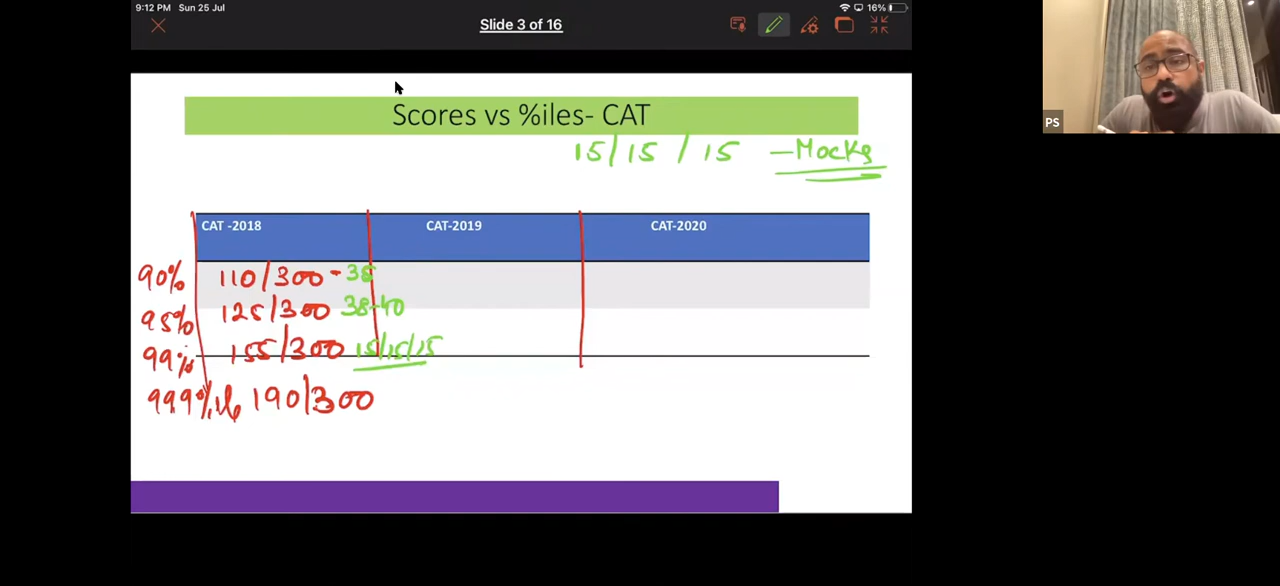 9:12 PM Sun 25 Jul
16%
Slide 3 of 16
PS
Scores vs %iles- CAT
15/15 / 15 - Mocks
CAT -2018 CAT-2019 CAT-2020
90% 110/300 - 38
95% 125/300 38-40
99% 155/300 15/15/15
99.9%ile 190/300